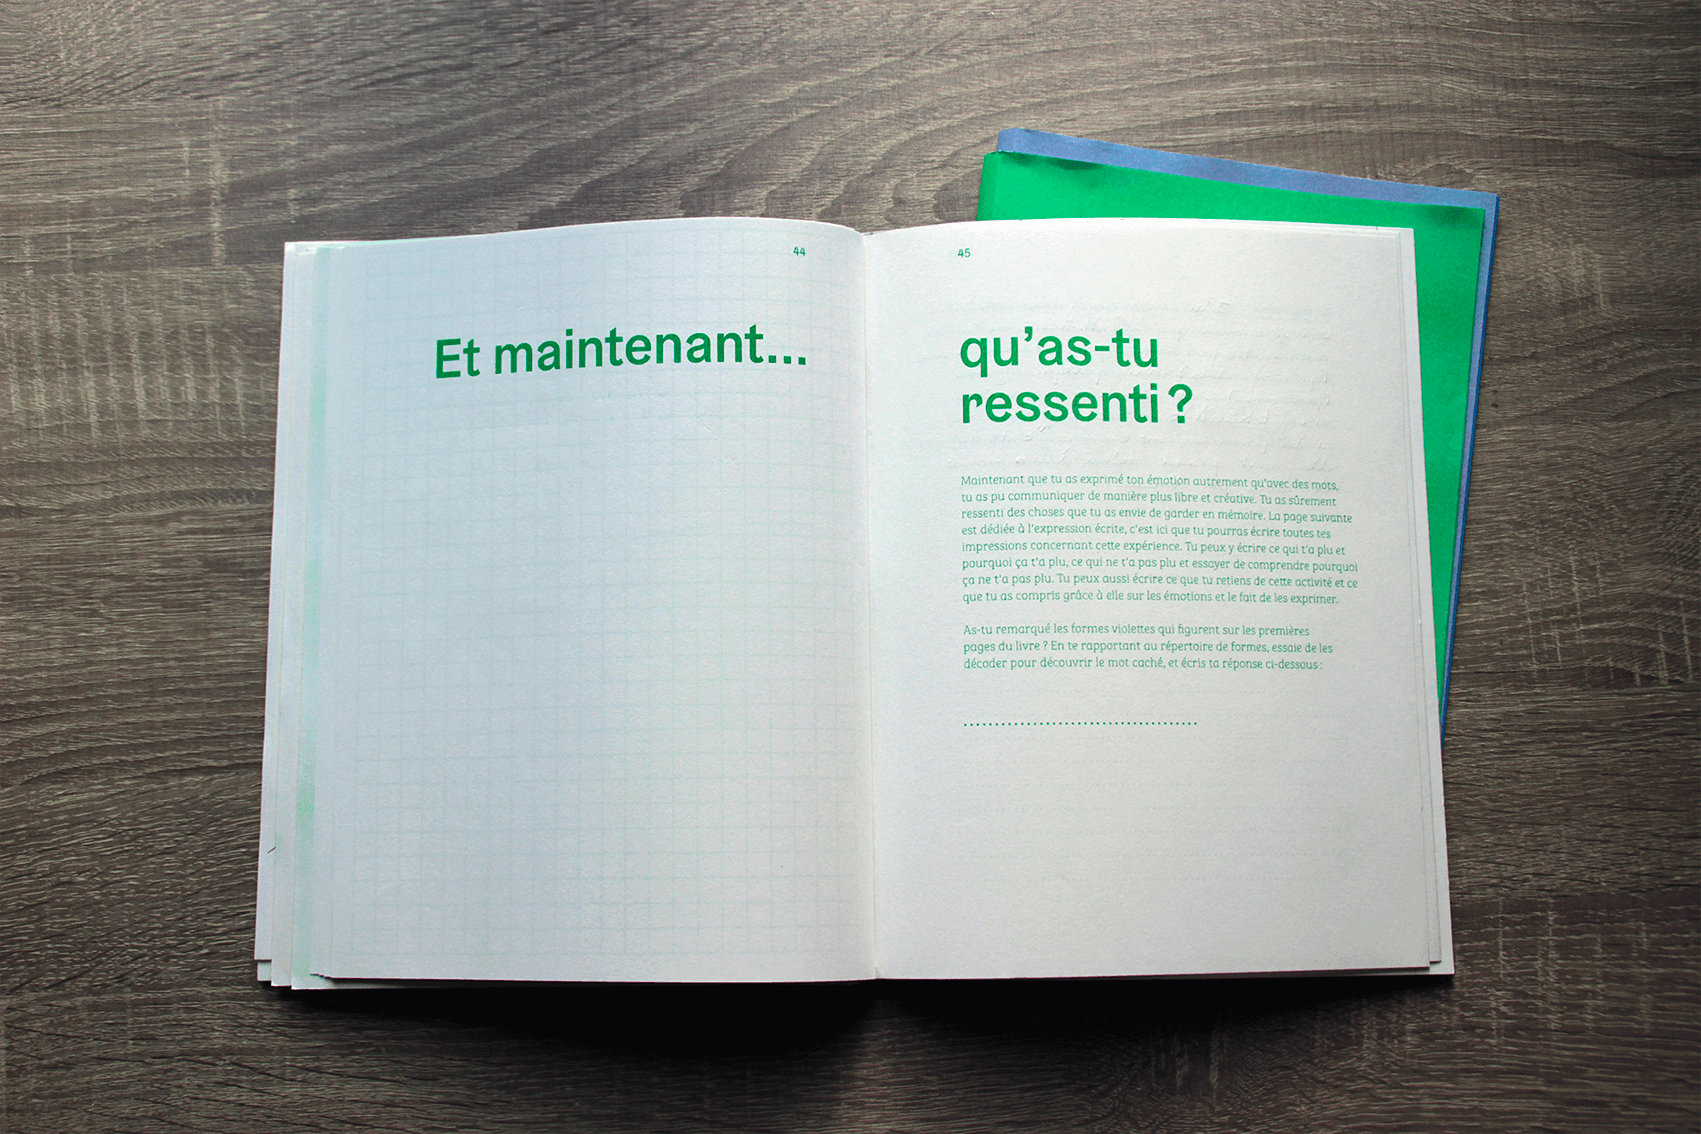 44
Et maintenant...
45
qu'as-tu
ressenti ?
Maintenant que tu as exprimé ton émotion autrement qu'avec des mots,
tu as pu communiquer de manière plus libre et créative. Tu as sûrement
ressenti des choses que tu as envie de garder en mémoire. La page suivante
est dédiée à l'expression écrite, c'est ici que tu pourras écrire toutes tes
impressions concernant cette expérience. Tu peux y écrire ce qui t'a plu et
pourquoi ça t'a plu, ce qui ne t'a pas plu et essayer de comprendre pourquoi
ça ne t'a pas plu. Tu peux aussi écrire ce que tu retiens de cette activité et ce
que tu as compris grâce à elle sur les émotions et le fait de les exprimer.
As-tu remarqué les formes violettes qui figurent sur les premières
pages du livre ? En te rapportant au répertoire de formes, essaie de les
décoder pour découvrir le mot caché, et écris ta réponse ci-dessous :